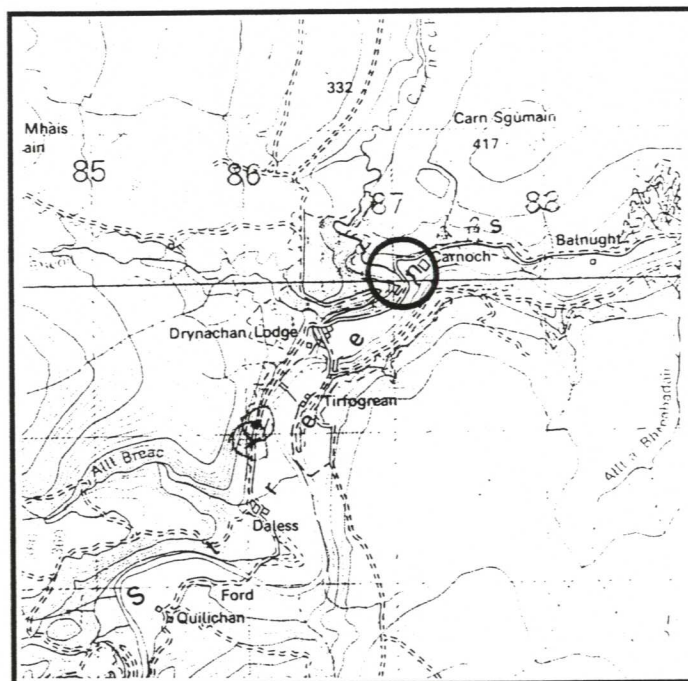 332
Mhais
ain
Carn Sgumain
417
85
86
87
88
S
Balnught
Carnoch
n
Drynachan Lodge
e
Tirfogrean
a
Allt Breac
r
Daless
t
Ford
S
Quilichan